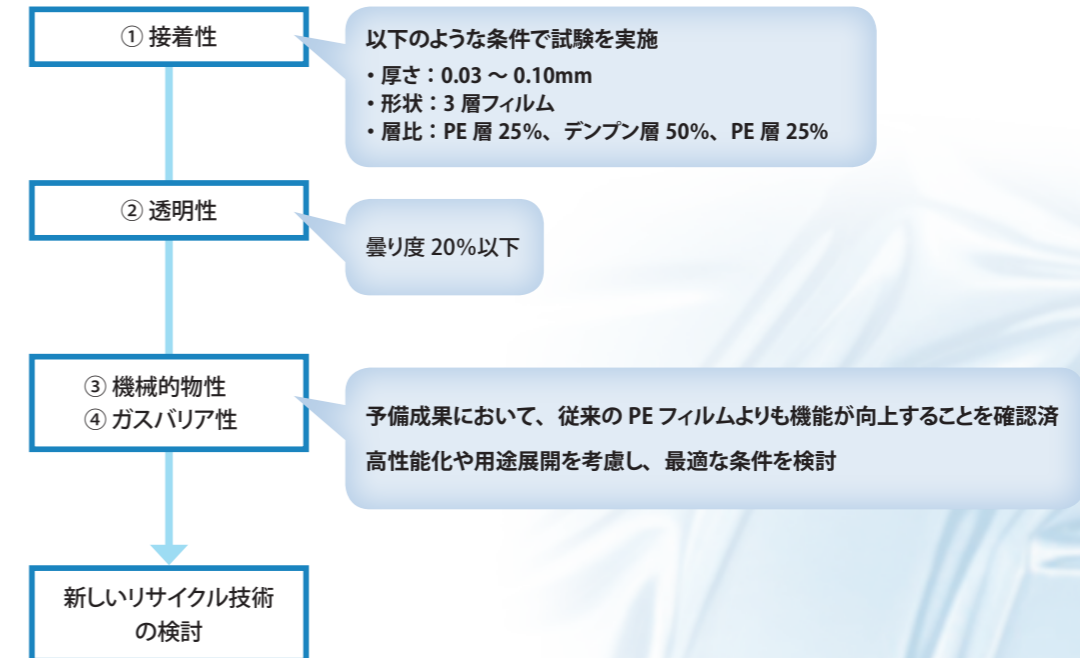 ① 接着性
以下のような条件で試験を実施
・厚さ：0.03 ～ 0.10mm
・形状：3 層フィルム
・層比：PE 層 25%、デンプン層 50%、PE 層 25%
② 透明性
曇り度 20%以下
③ 機械的物性
④ ガスバリア性
予備成果において、従来の PE フィルムよりも機能が向上することを確認済
高性能化や用途展開を考慮し、最適な条件を検討
新しいリサイクル技術
の検討